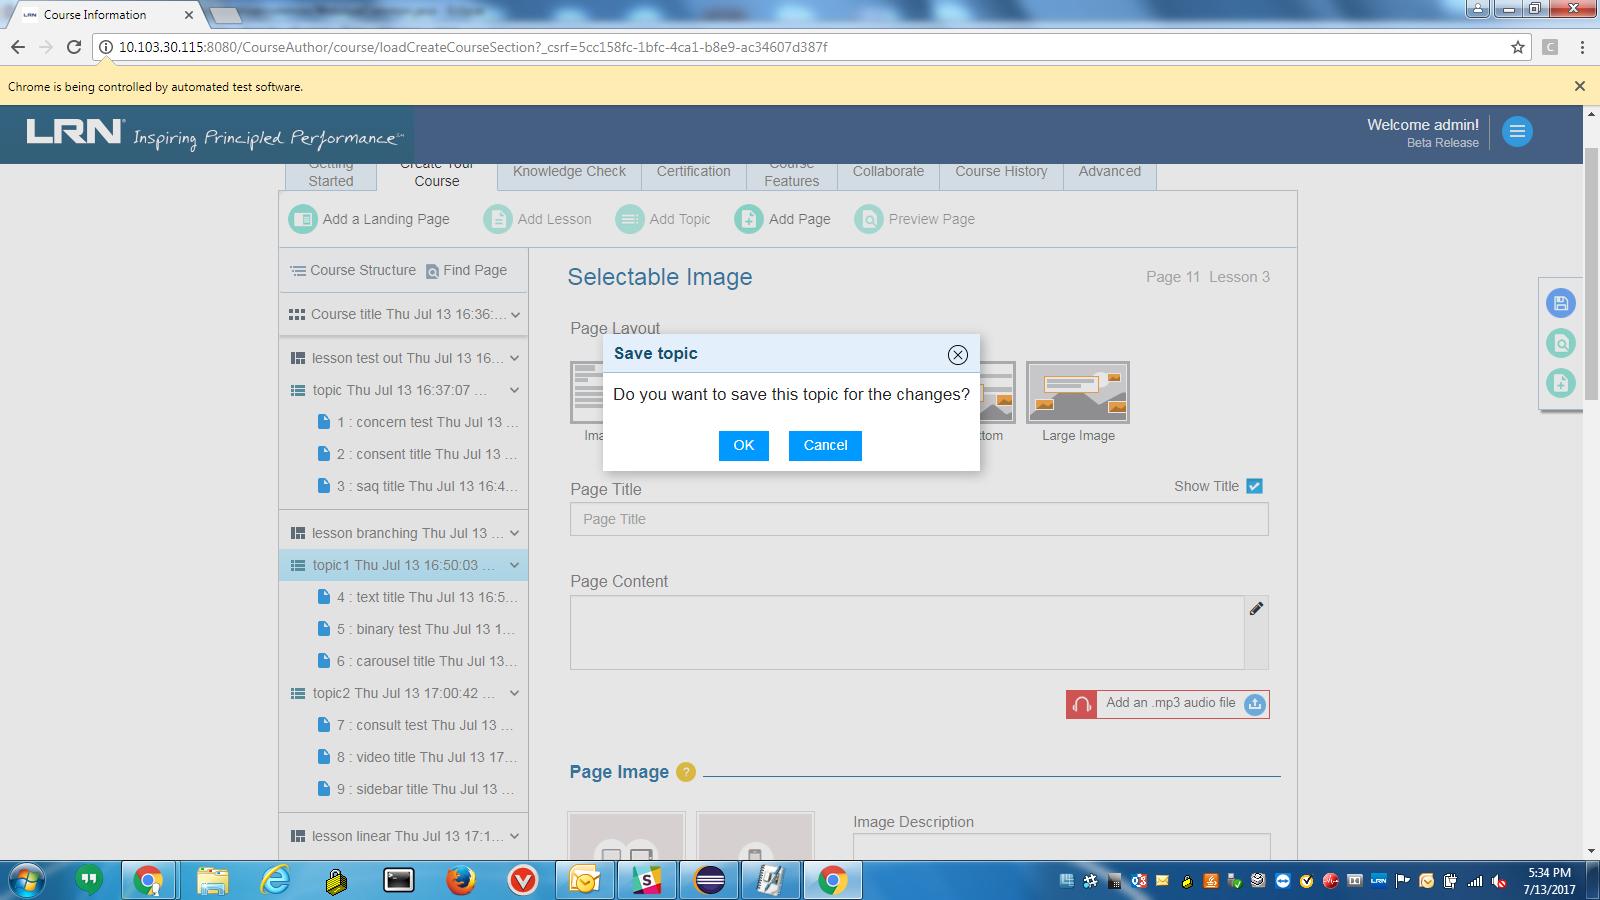 LRN Course Information
10.103.30.115:8080/CourseAuthor/course/loadCreateCourseSection?_csrf=5cc158fc-1bfc-4ca1-b8e9-ac34607d387f
C
Chrome is being controlled by automated test software.
LRN Inspiring Principled Performance
Welcome admin!
Beta Release
Getting
Started
Create Your
Course
Knowledge Check
Certification
Course
Features
Collaborate
Course History
Advanced
Add a Landing Page
Add Lesson
Add Topic
Add Page
Preview Page
Course Structure
Find Page
Course title Thu Jul 13 16:36:...
lesson test out Thu Jul 13 16...
topic Thu Jul 13 16:37:07 ...
1 : concern test Thu Jul 13 ...
2 : consent title Thu Jul 13 ...
3 : saq title Thu Jul 13 16:4...
lesson branching Thu Jul 13 ...
topic1 Thu Jul 13 16:50:03 ...
4 : text title Thu Jul 13 16:5...
5 : binary test Thu Jul 13 1...
6 : carousel title Thu Jul 13...
topic2 Thu Jul 13 17:00:42 ...
7 : consult test Thu Jul 13 ...
8 : video title Thu Jul 13 17...
9 : sidebar title Thu Jul 13 ...
lesson linear Thu Jul 13 17:1...
Selectable Image
Page 11 Lesson 3
Page Layout
Save topic
Do you want to save this topic for the changes?
OK
Cancel
Large Image
Page Title
Show Title
Page Title
Page Content
Add an .mp3 audio file
Page Image ?
Image Description
LRN
5:34 PM
7/13/2017